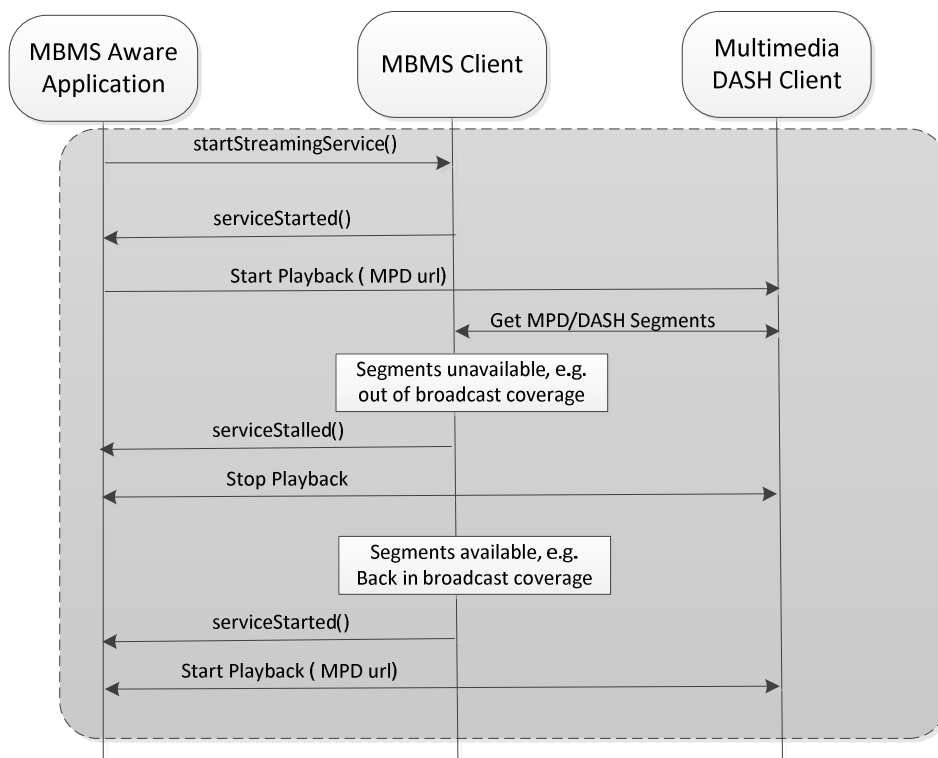 MBMS Aware
Application
MBMS Client
Multimedia
DASH Client
startStreamingService()
serviceStarted()
Start Playback ( MPD url)
Get MPD/DASH Segments
Segments unavailable, e.g.
out of broadcast coverage
serviceStalled()
Stop Playback
Segments available, e.g.
Back in broadcast coverage
serviceStarted()
Start Playback ( MPD url)